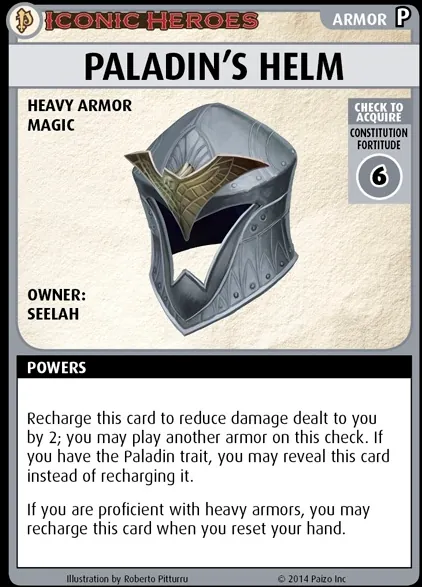 ICONIC HEROES
ARMOR P
PALADIN'S HELM
HEAVY ARMOR
MAGIC
CHECK TO
ACQUIRE
CONSTITUTION
FORTITUDE
6
OWNER:
SEELAH
POWERS
Recharge this card to reduce damage dealt to you
by 2; you may play another armor on this check. If
you have the Paladin trait, you may reveal this card
instead of recharging it.
If you are proficient with heavy armors, you may
recharge this card when you reset your hand.
Illustration by Roberto Pitturru
© 2014 Paizo Inc